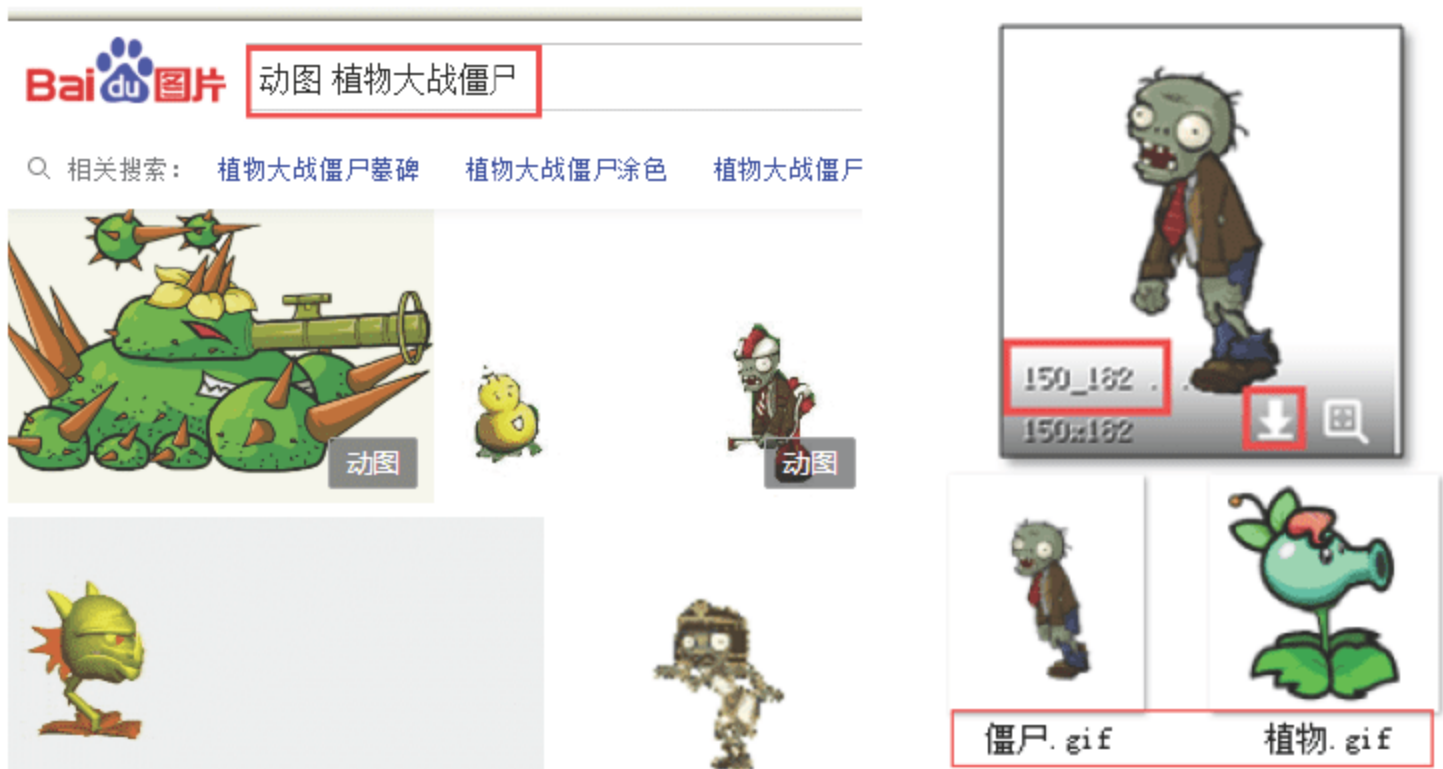 Baidu图片
动图 植物大战僵尸
相关搜索： 植物大战僵尸墓碑 植物大战僵尸涂色 植物大战僵尸
动图
动图
150_182 . .
150x182
僵尸.gif
植物.gif